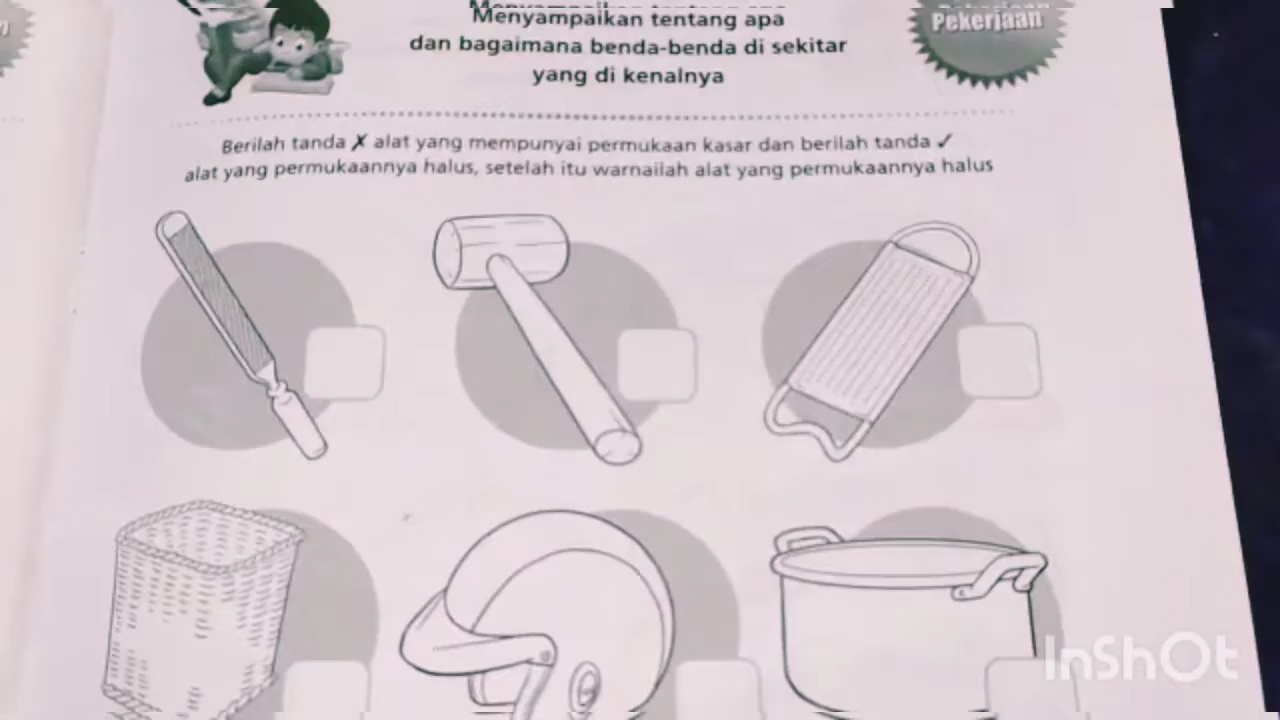 Menyampaikan tentang apa
dan bagaimana benda-benda di sekitar
yang di kenalnya
Pekerjaan
Berilah tanda ✗ alat yang mempunyai permukaan kasar dan berilah tanda ✓
alat yang permukaannya halus, setelah itu warnailah alat yang permukaannya halus
InShOt